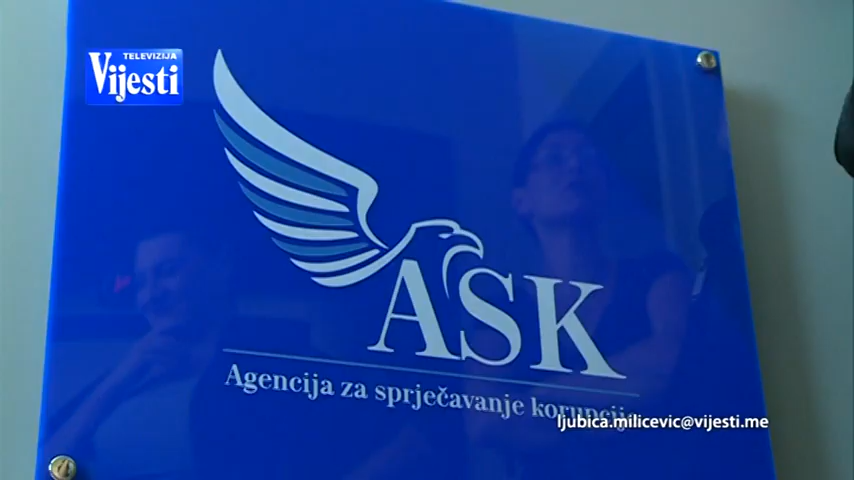 TELEVIZIJA
Vijesti
ASK
Agencija za sprječavanje korupcije
ljubica.milicevic@vijesti.me